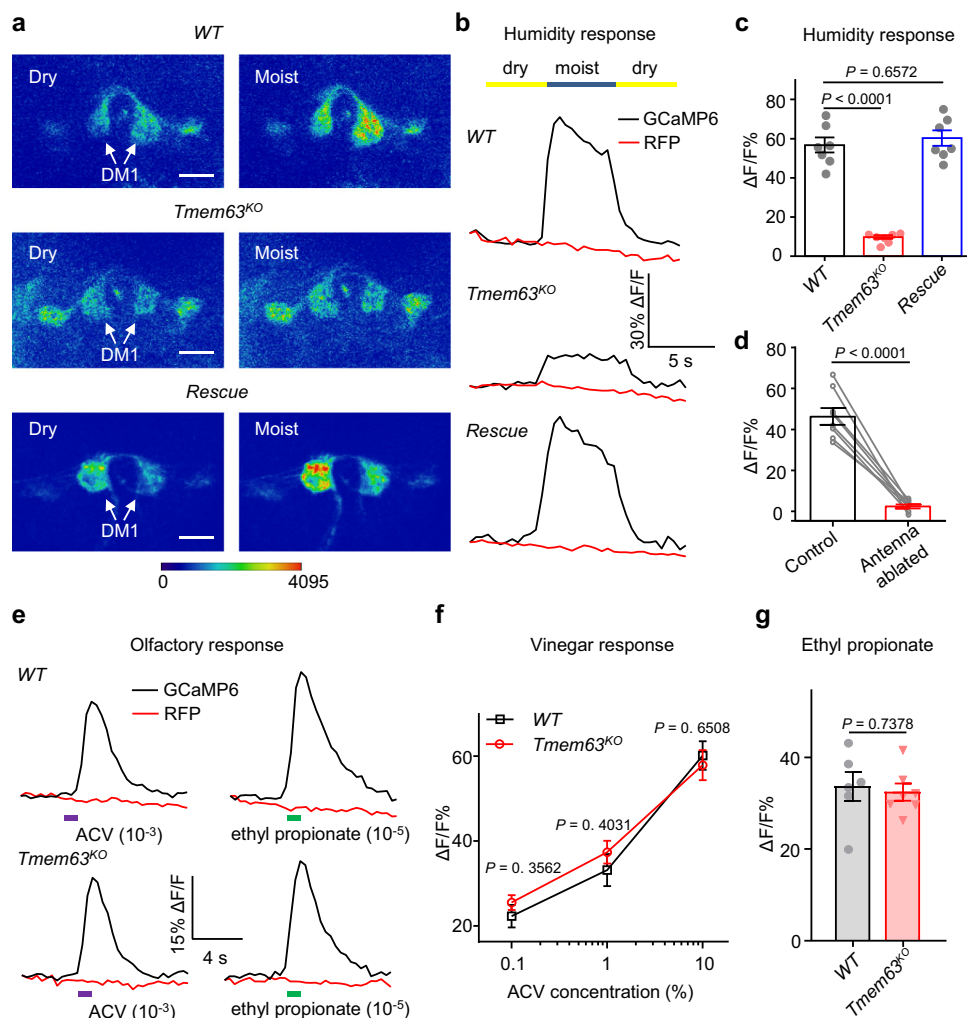 a
WT
Dry
DM1
Moist
Tmem63KO
Dry
DM1
Moist
Rescue
Dry
DM1
Moist
0
4095
b
Humidity response
dry
moist
dry
GCaMP6
RFP
WT
Tmem63KO
30% ΔF/F
5 s
Rescue
c
Humidity response
P = 0.6572
P < 0.0001
80
60
40
20
0
ΔF/F%
WT
Tmem63KO
Rescue
d
P < 0.0001
80
60
40
20
0
ΔF/F%
Control
Antenna
ablated
e
Olfactory response
WT
GCaMP6
RFP
ACV (10-3)
ethyl propionate (10-5)
Tmem63KO
15% ΔF/F
4 s
ACV (10-3)
ethyl propionate (10-5)
f
Vinegar response
WT
Tmem63KO
P = 0. 6508
P = 0. 4031
P = 0. 3562
60
40
20
ΔF/F%
0.1
1
10
ACV concentration (%)
g
Ethyl propionate
P = 0.7378
40
20
0
ΔF/F%
WT
Tmem63KO